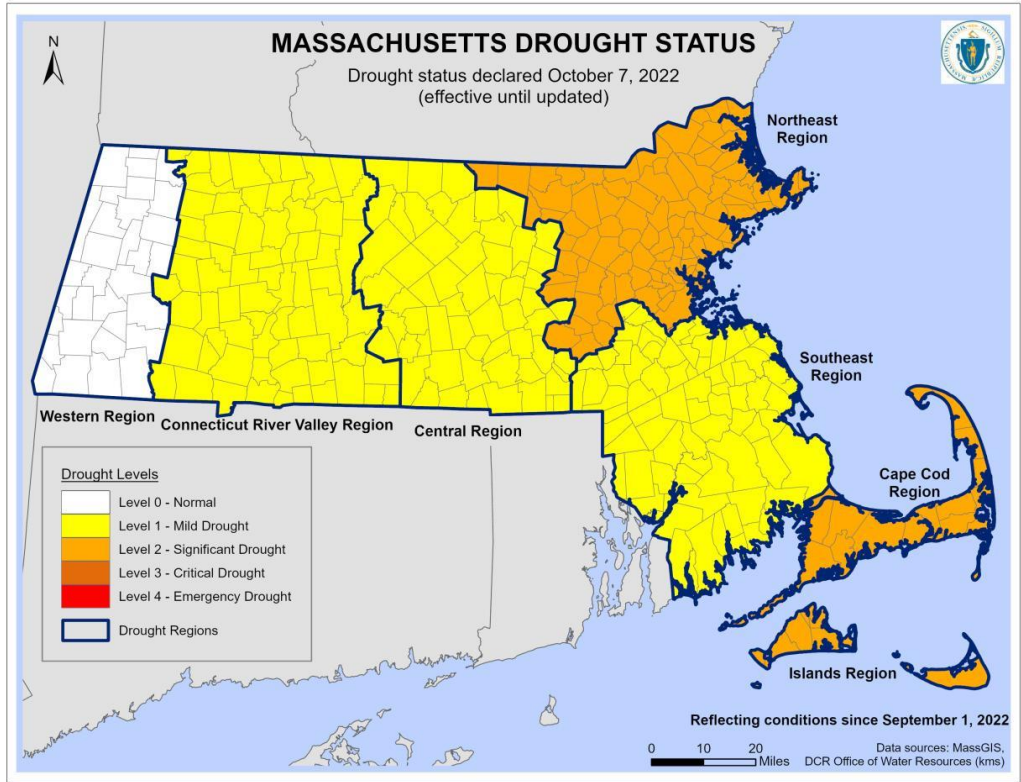 MASSACHUSETTS DROUGHT STATUS
Drought status declared October 7, 2022
(effective until updated)
N
Northeast
Region
Southeast
Region
Cape Cod
Region
Western Region
Connecticut River Valley Region
Central Region
Islands Region
Drought Levels
Level 0 - Normal
Level 1 - Mild Drought
Level 2 - Significant Drought
Level 3 - Critical Drought
Level 4 - Emergency Drought
Drought Regions
Reflecting conditions since September 1, 2022
0 10 20
Miles
Data sources: MassGIS,
DCR Office of Water Resources (kms)